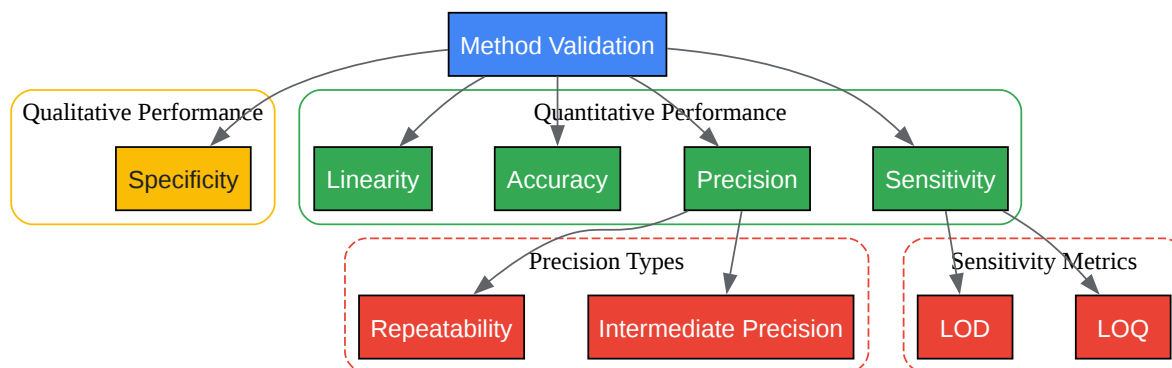 Method Validation
Qualitative Performance
Quantitative Performance
Specificity
Linearity
Accuracy
Precision
Sensitivity
Precision Types
Sensitivity Metrics
Repeatability
Intermediate Precision
LOD
LOQ